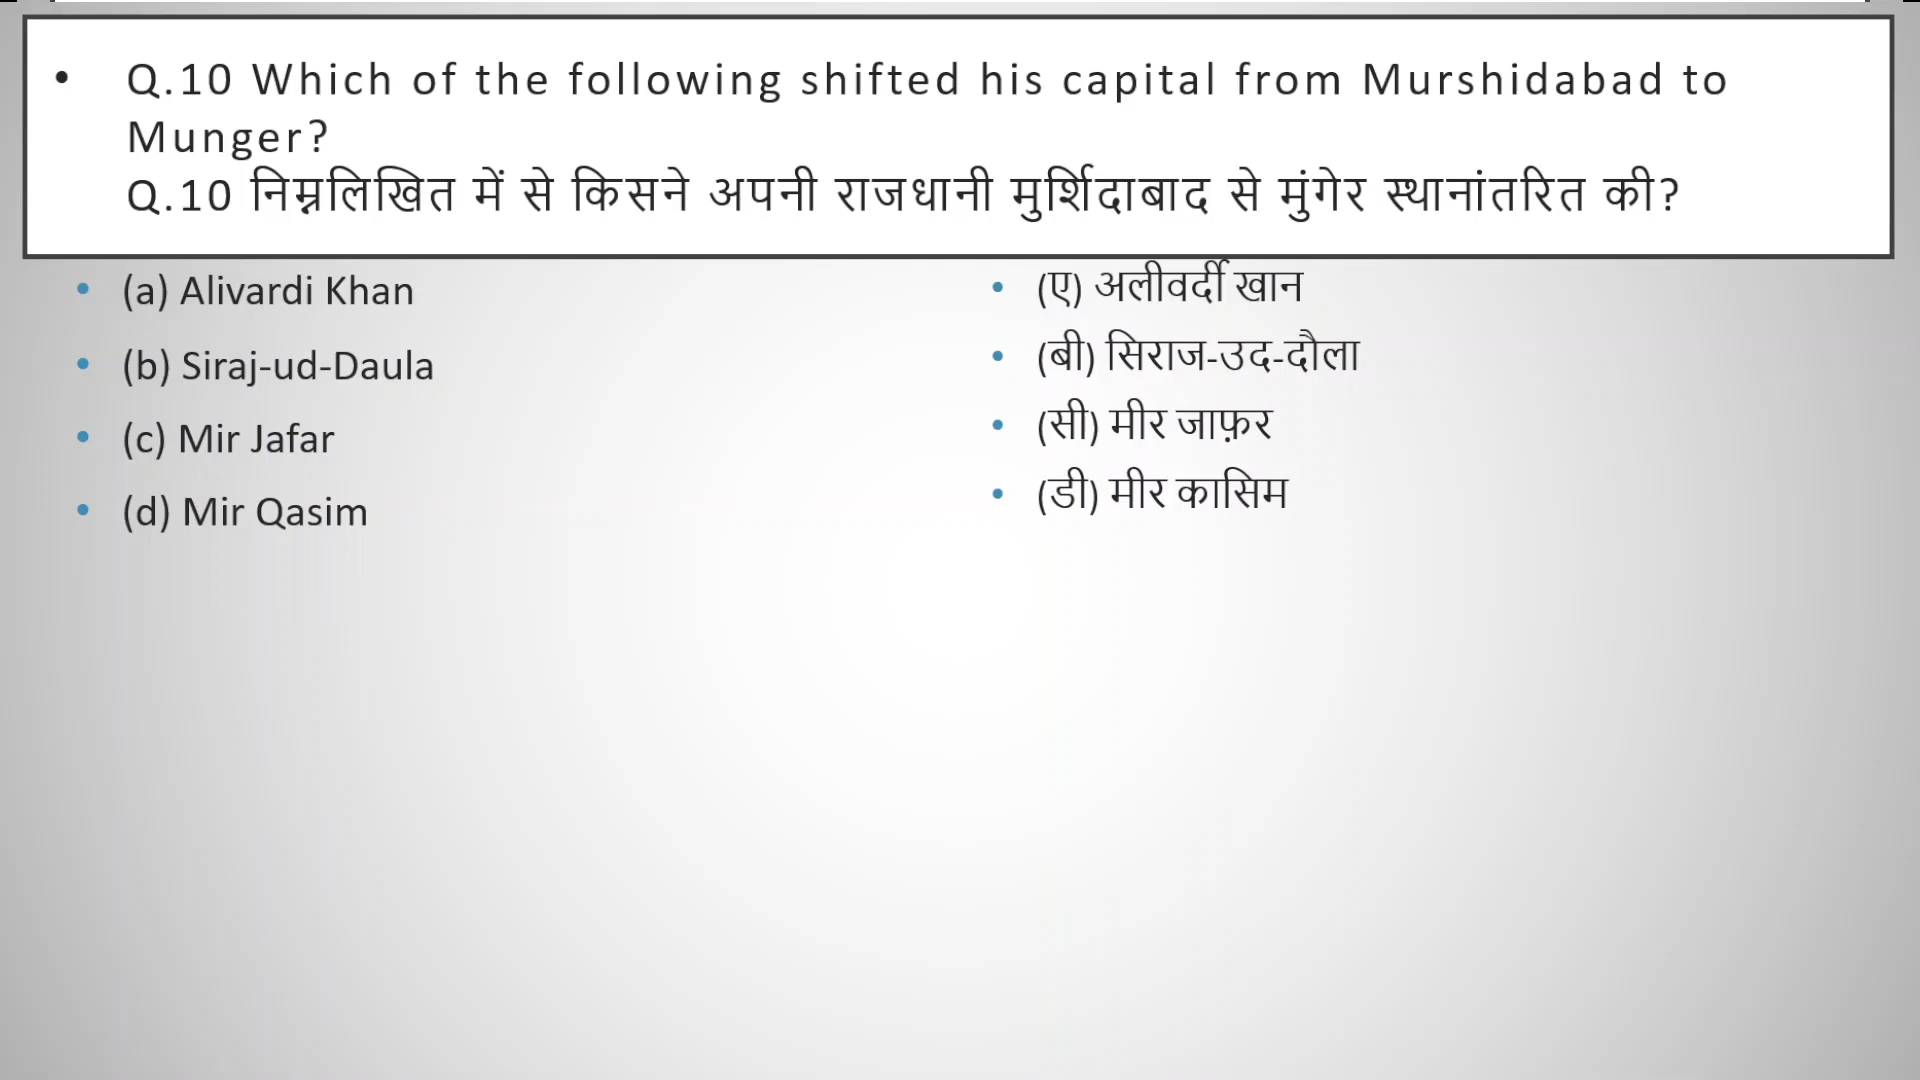 • Q.10 Which of the following shifted his capital from Murshidabad to
Munger?
Q.10 निम्नलिखित में से किसने अपनी राजधानी मुर्शिदाबाद से मुंगेर स्थानांतरित की?
• (a) Alivardi Khan
• (b) Siraj-ud-Daula
• (c) Mir Jafar
• (d) Mir Qasim
• (ए) अलीवर्दी खान
• (बी) सिराज-उद-दौला
• (सी) मीर जाफ़र
• (डी) मीर कासिम